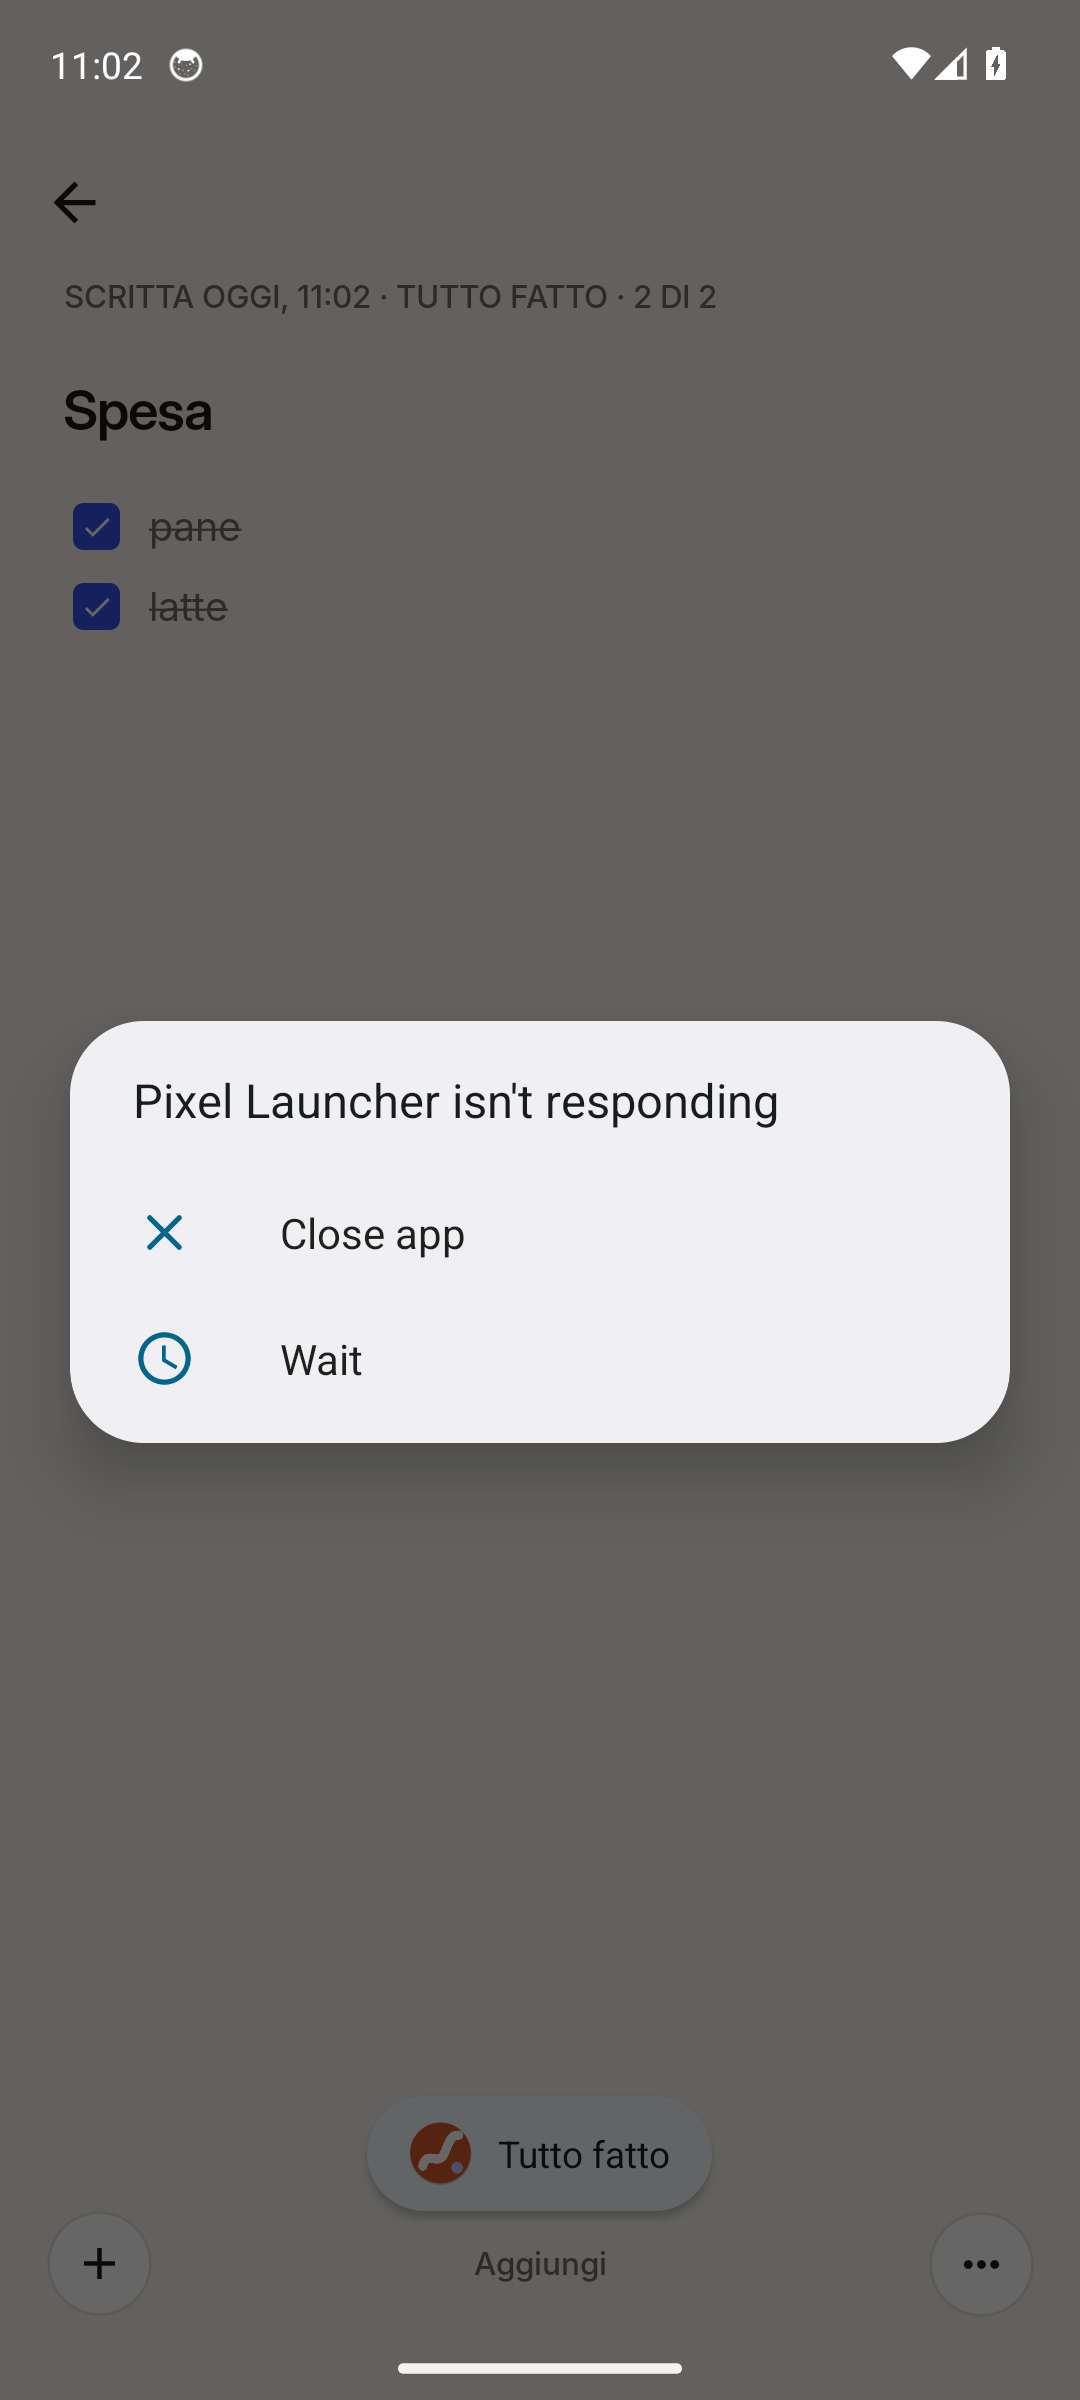 11:02
SCRITTA OGGI, 11:02 · TUTTO FATTO · 2 DI 2
Spesa
pane
latte
Pixel Launcher isn't responding
Close app
Wait
Tutto fatto
Aggiungi